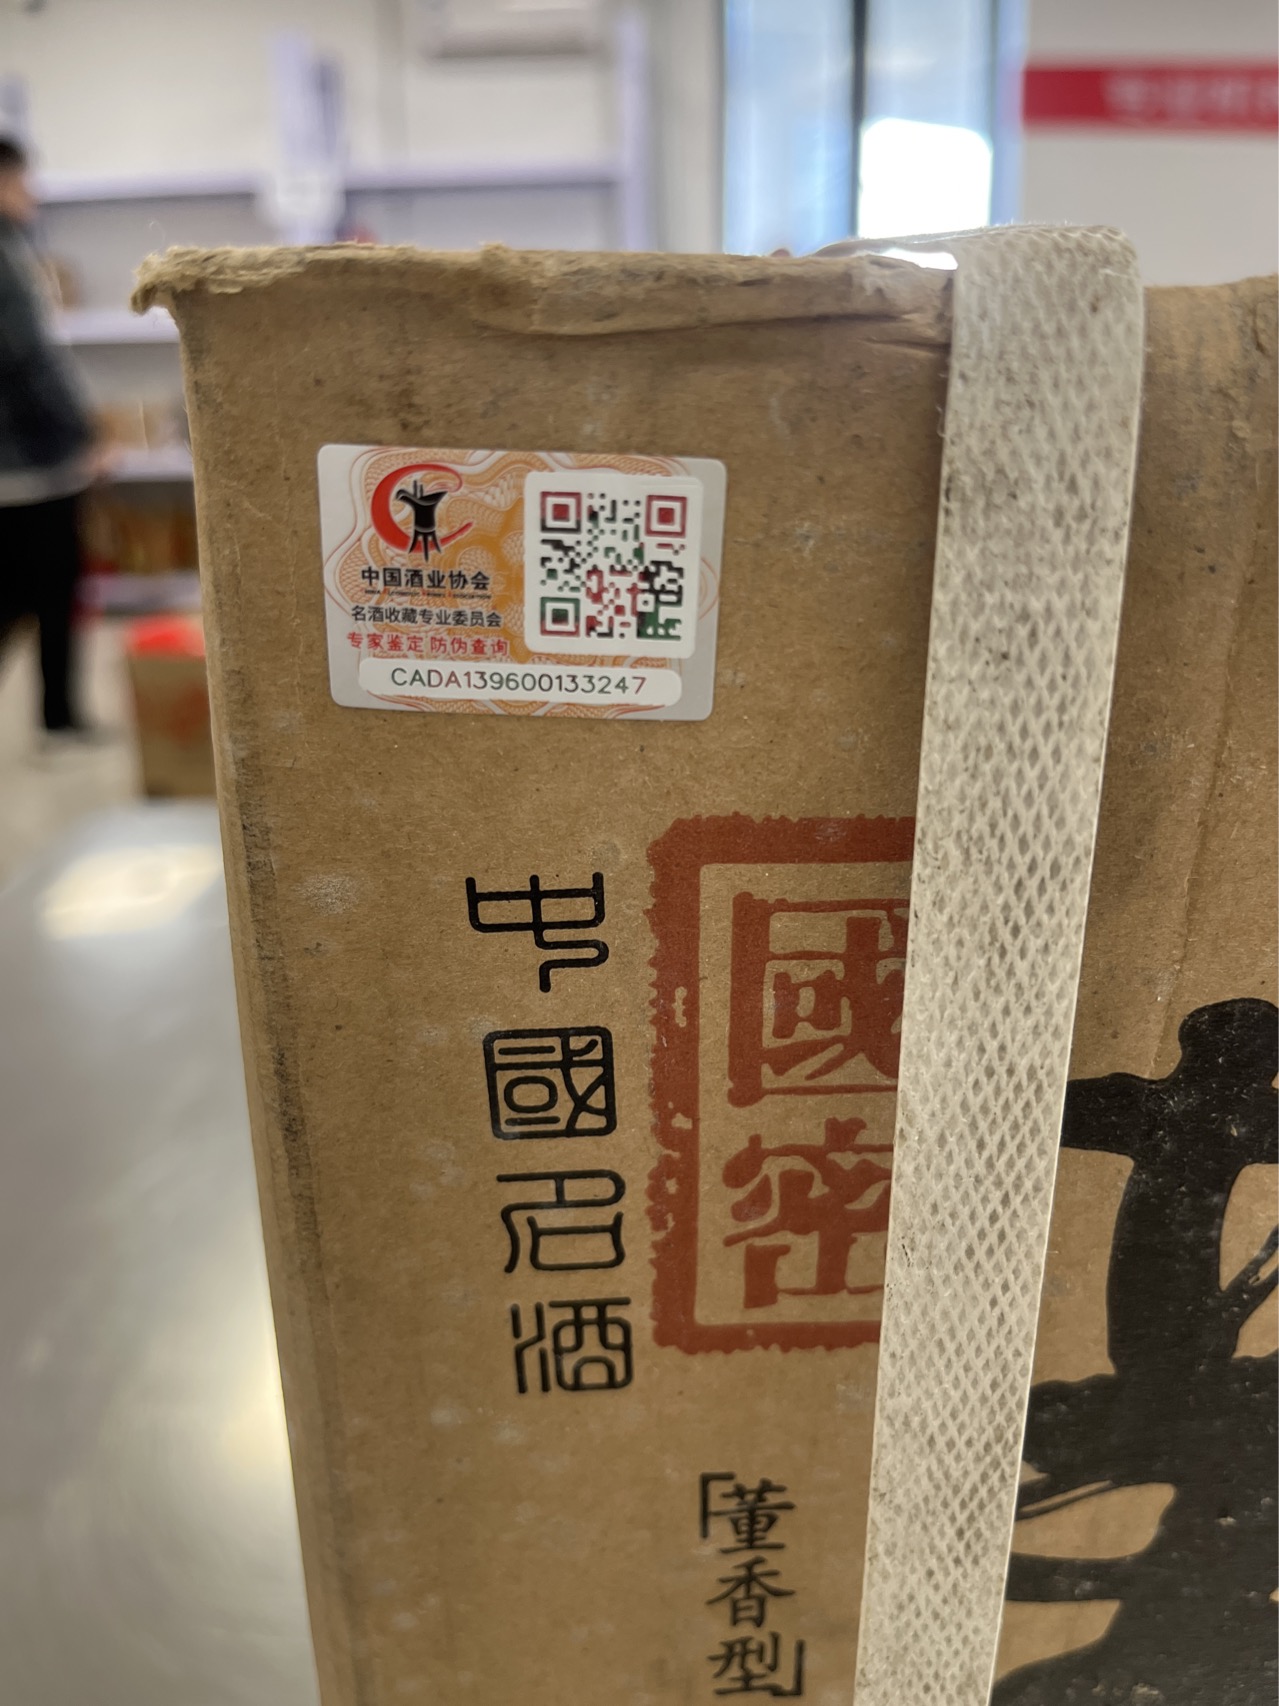 中国酒业协会
名酒收藏专业委员会
专家鉴定 防伪查询
CADA139600133247
中國名酒
國密
「董香型」